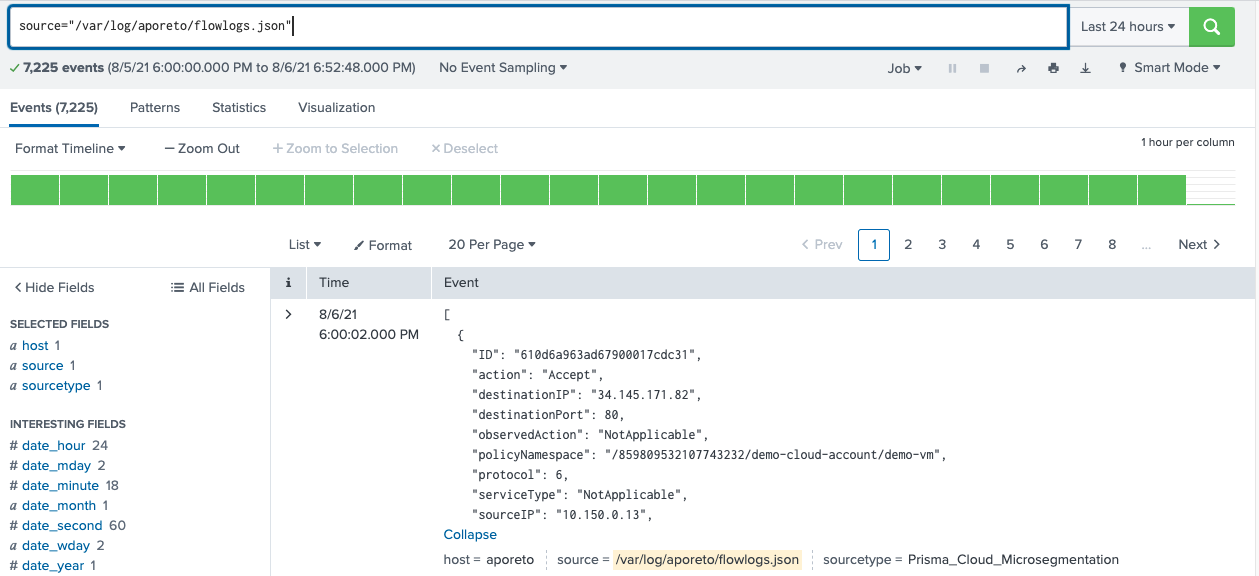 source="/var/log/aporeto/flowlogs.json"
Last 24 hours
7,225 events (8/5/21 6:00:00.000 PM to 8/6/21 6:52:48.000 PM)
No Event Sampling
Job
Smart Mode
Events (7,225)
Patterns
Statistics
Visualization
Format Timeline
— Zoom Out
+ Zoom to Selection
× Deselect
1 hour per column
List
Format
20 Per Page
< Prev
1 2 3 4 5 6 7 8 ...
Next >
< Hide Fields
All Fields
i Time Event
SELECTED FIELDS
a host 1
a source 1
a sourcetype 1
INTERESTING FIELDS
# date_hour 24
# date_mday 2
# date_minute 18
a date_month 1
# date_second 60
a date_wday 2
# date_year 1
> 8/6/21
6:00:02.000 PM
[
{
"ID": "610d6a963ad67900017cdc31",
"action": "Accept",
"destinationIP": "34.145.171.82",
"destinationPort": 80,
"observedAction": "NotApplicable",
"policyNamespace": "/859809532107743232/demo-cloud-account/demo-vm",
"protocol": 6,
"serviceType": "NotApplicable",
"sourceIP": "10.150.0.13",
Collapse
host = aporeto source = /var/log/aporeto/flowlogs.json sourcetype = Prisma_Cloud_Microsegmentation